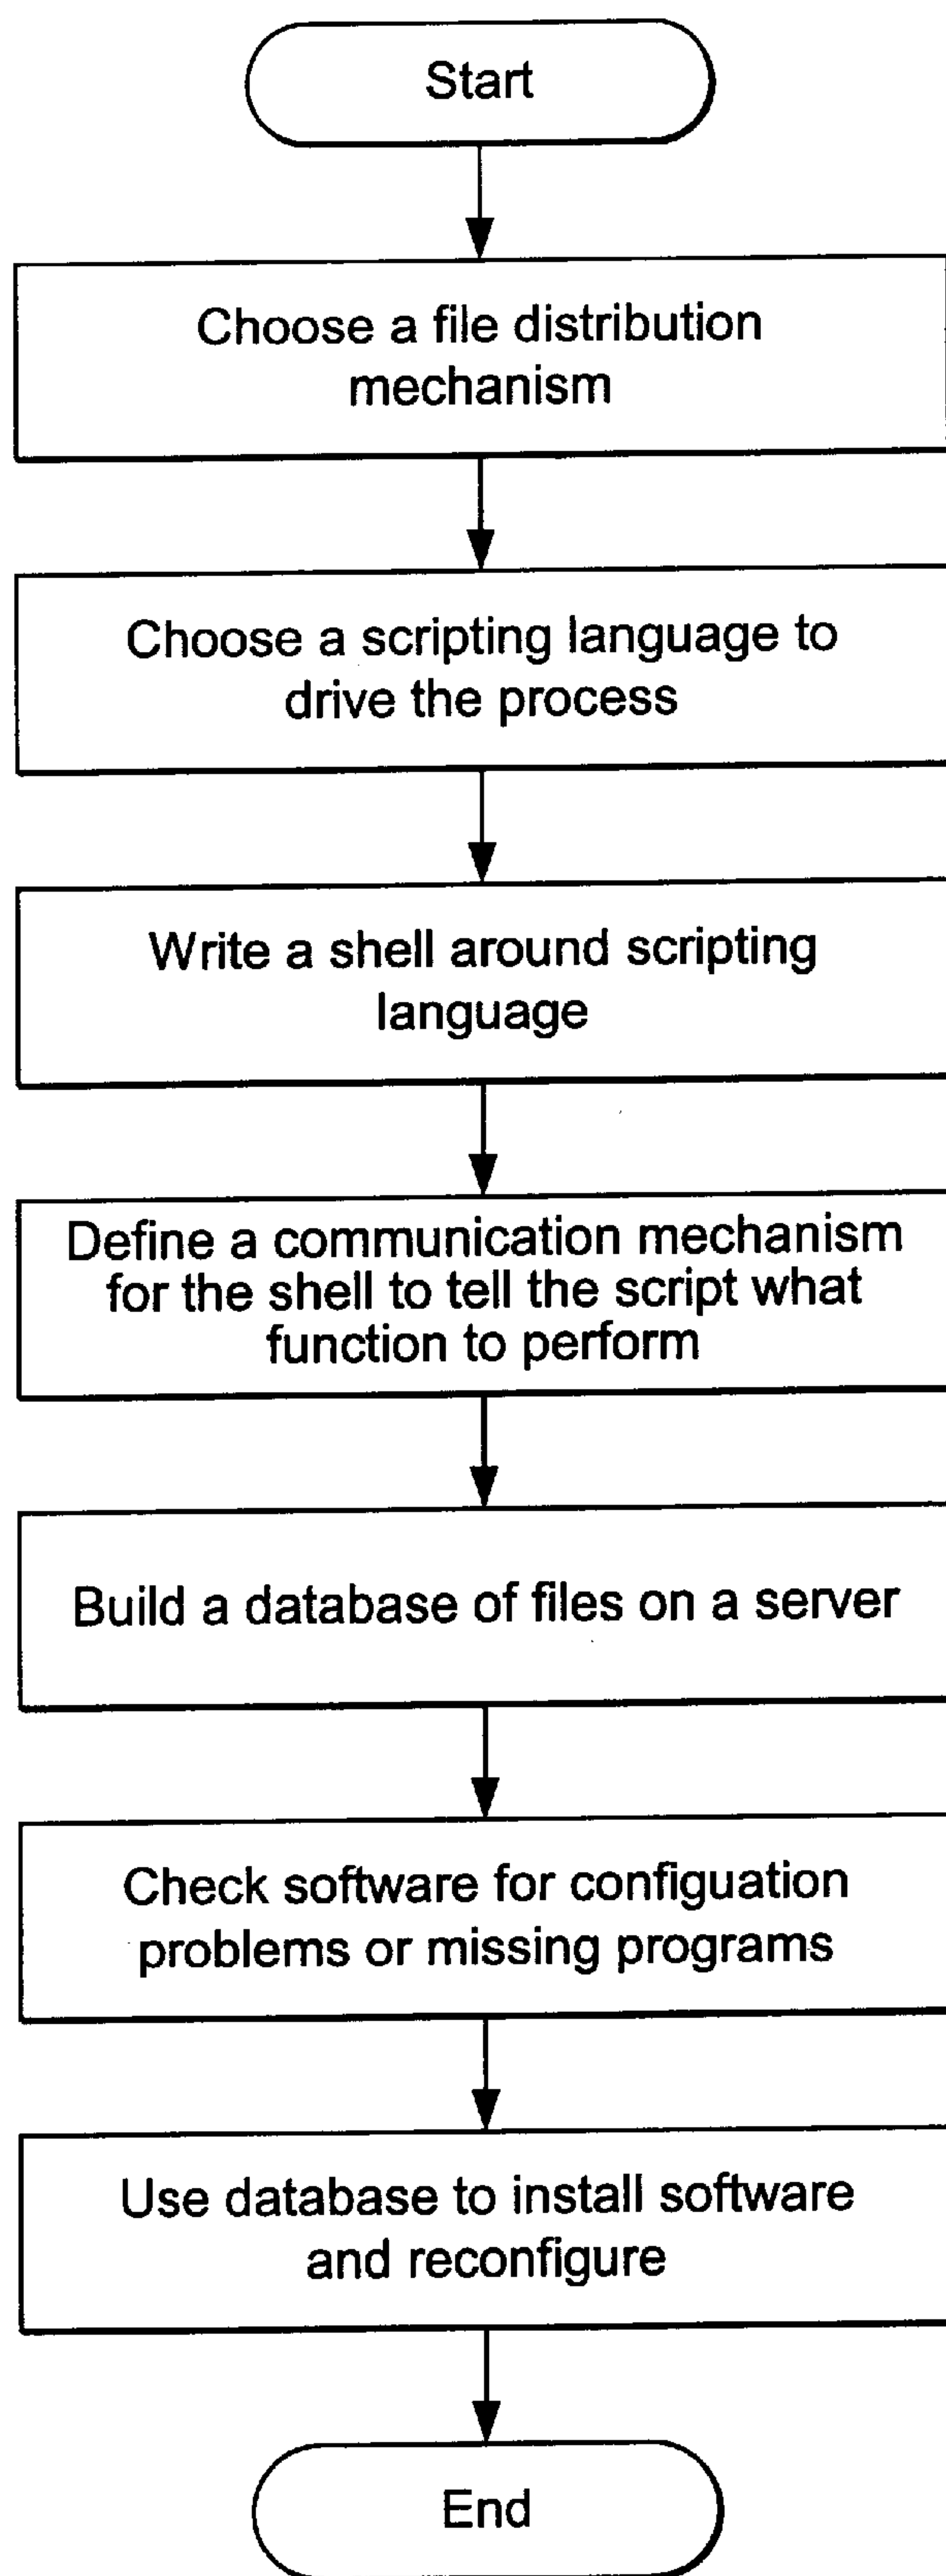 Start
Choose a file distribution
mechanism
Choose a scripting language to
drive the process
Write a shell around scripting
language
Define a communication mechanism
for the shell to tell the script what
function to perform
Build a database of files on a server
Check software for configuation
problems or missing programs
Use database to install software
and reconfigure
End